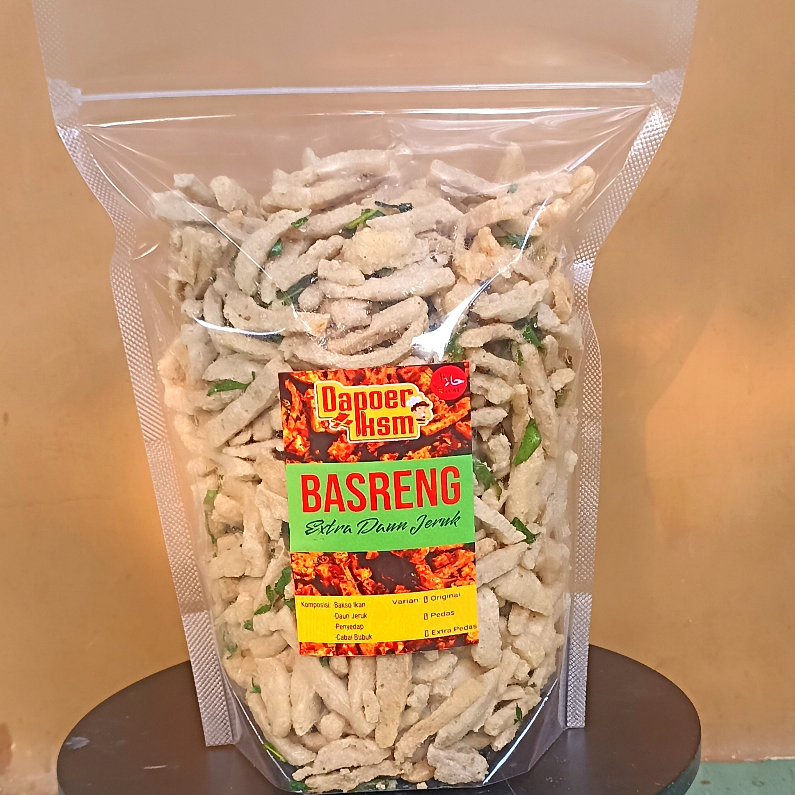 Dapoer
Iksm
حلال
BASRENG
Extra Daun Jeruk
Komposisi: Bakso Ikan
Daun Jeruk
Penyedap
Cabai Bubuk
Varian
Original
Pedas
Extra Pedas